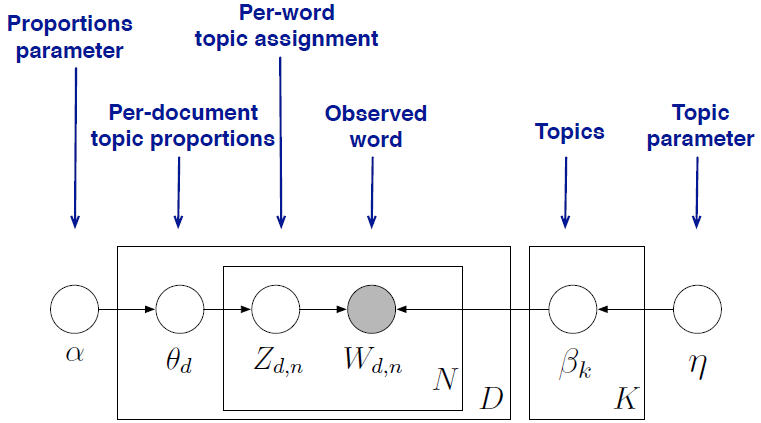 Proportions
parameter
Per-word
topic assignment
Per-document
topic proportions
Observed
word
Topics
Topic
parameter
α
θd
Zd,n
Wd,n
N
D
βk
K
η